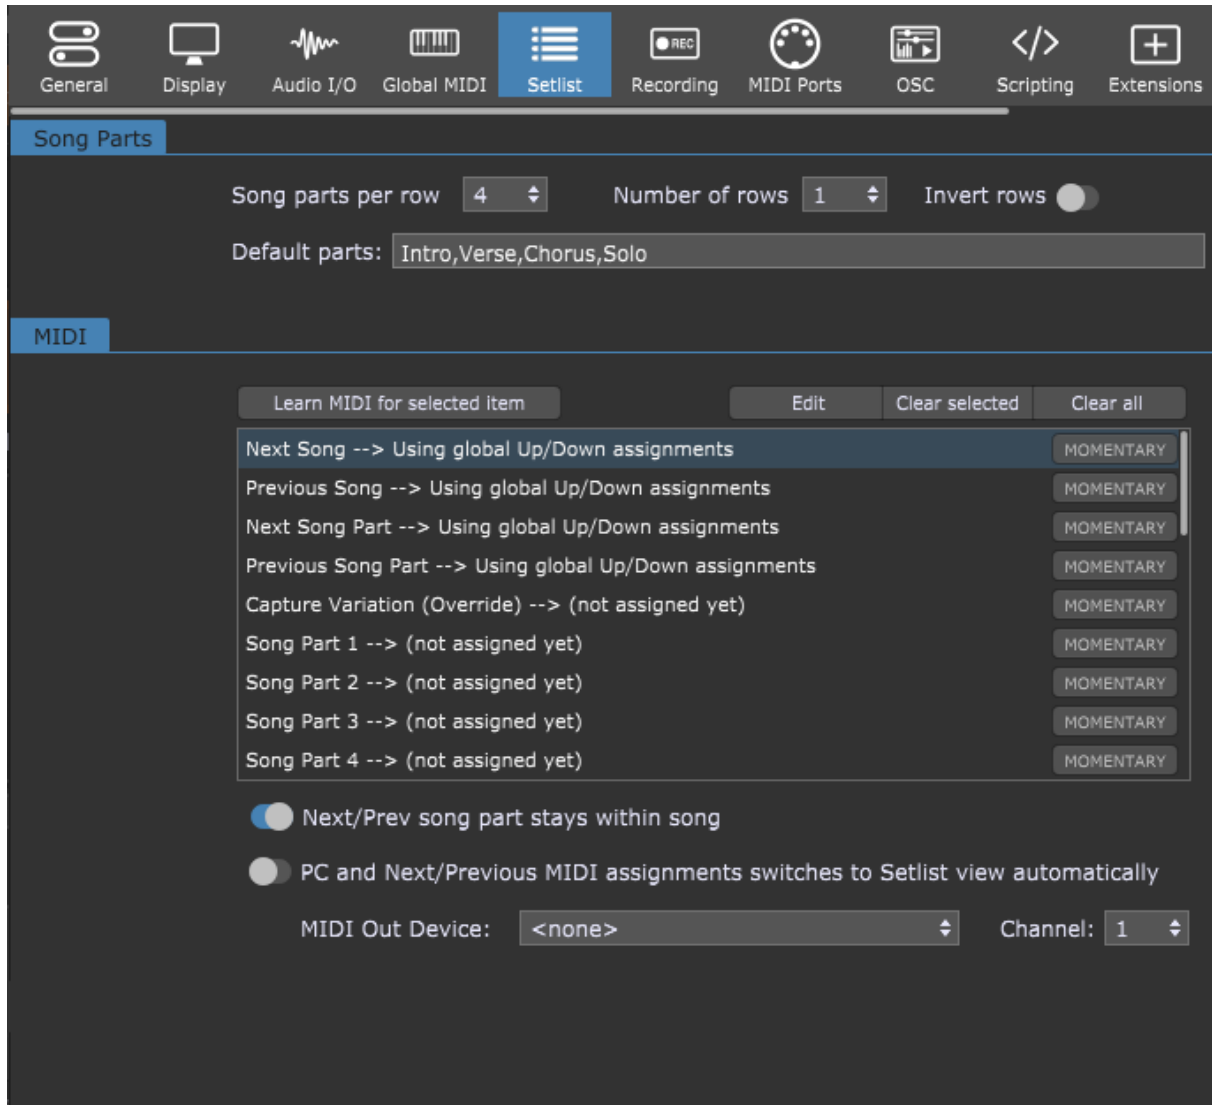 General Display Audio I/O Global MIDI Setlist REC Recording MIDI Ports OSC Scripting Extensions
Song Parts
Song parts per row 4 Number of rows 1 Invert rows
Default parts: Intro,Verse,Chorus,Solo
MIDI
Learn MIDI for selected item Edit Clear selected Clear all
Next Song --> Using global Up/Down assignments MOMENTARY
Previous Song --> Using global Up/Down assignments MOMENTARY
Next Song Part --> Using global Up/Down assignments MOMENTARY
Previous Song Part --> Using global Up/Down assignments MOMENTARY
Capture Variation (Override) --> (not assigned yet) MOMENTARY
Song Part 1 --> (not assigned yet) MOMENTARY
Song Part 2 --> (not assigned yet) MOMENTARY
Song Part 3 --> (not assigned yet) MOMENTARY
Song Part 4 --> (not assigned yet) MOMENTARY
Next/Prev song part stays within song
PC and Next/Previous MIDI assignments switches to Setlist view automatically
MIDI Out Device: <none> Channel: 1